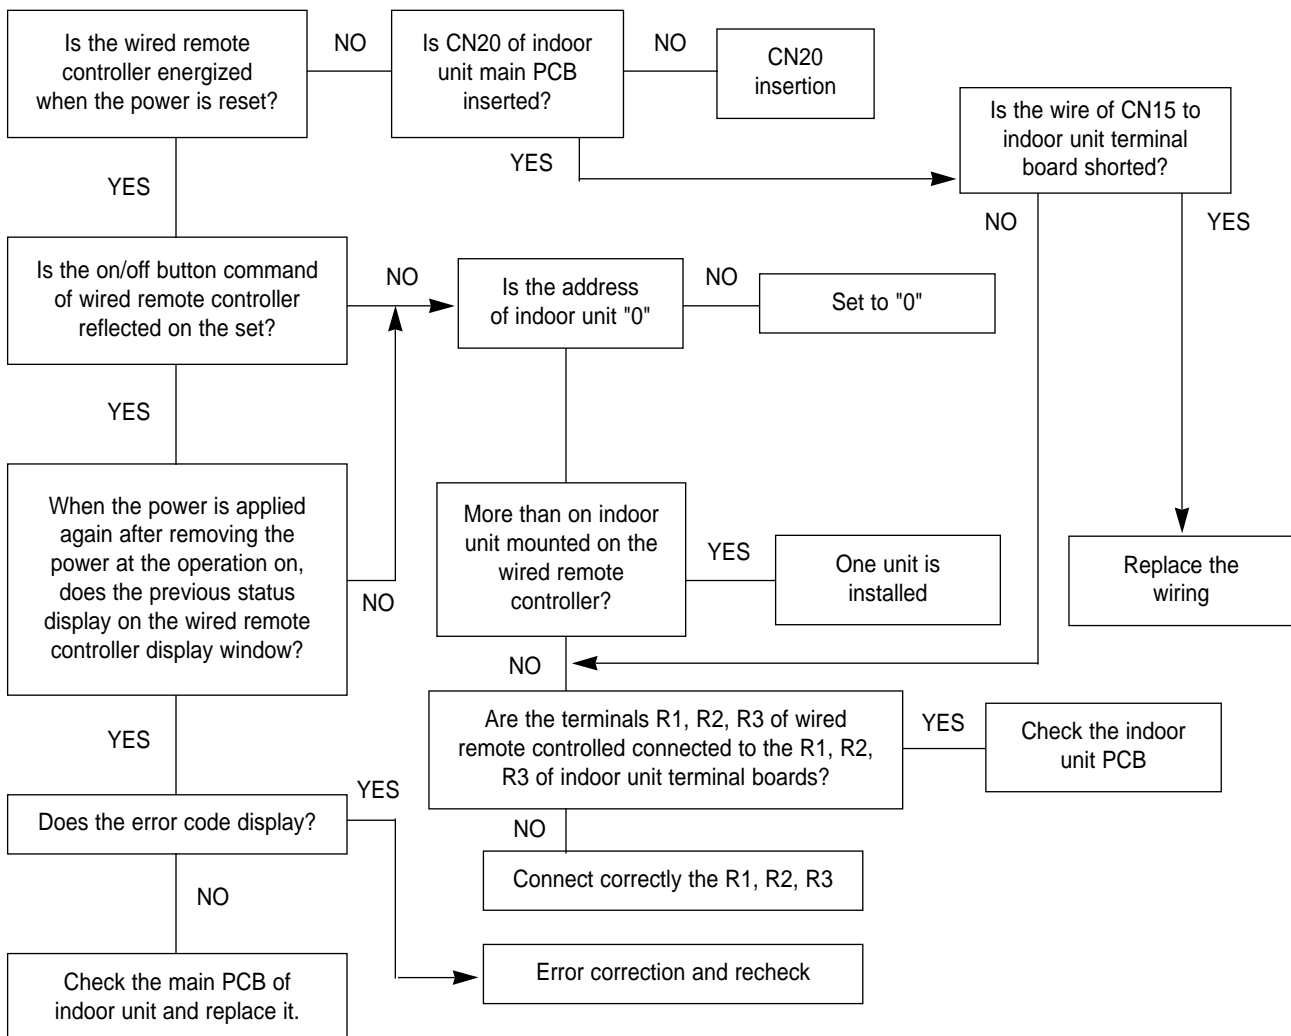 Is the wired remote
controller energized
when the power is reset?
NO
Is CN20 of indoor
unit main PCB
inserted?
NO
CN20
insertion
Is the wire of CN15 to
indoor unit terminal
board shorted?
YES
YES
NO
YES
Is the on/off button command
of wired remote controller
reflected on the set?
NO
Is the address
of indoor unit "0"
NO
Set to "0"
YES
When the power is applied
again after removing the
power at the operation on,
does the previous status
display on the wired remote
controller display window?
NO
More than on indoor
unit mounted on the
wired remote
controller?
YES
One unit is
installed
Replace the
wiring
NO
YES
Are the terminals R1, R2, R3 of wired
remote controlled connected to the R1, R2,
R3 of indoor unit terminal boards?
YES
Check the indoor
unit PCB
Does the error code display?
YES
NO
Connect correctly the R1, R2, R3
NO
Error correction and recheck
Check the main PCB of
indoor unit and replace it.